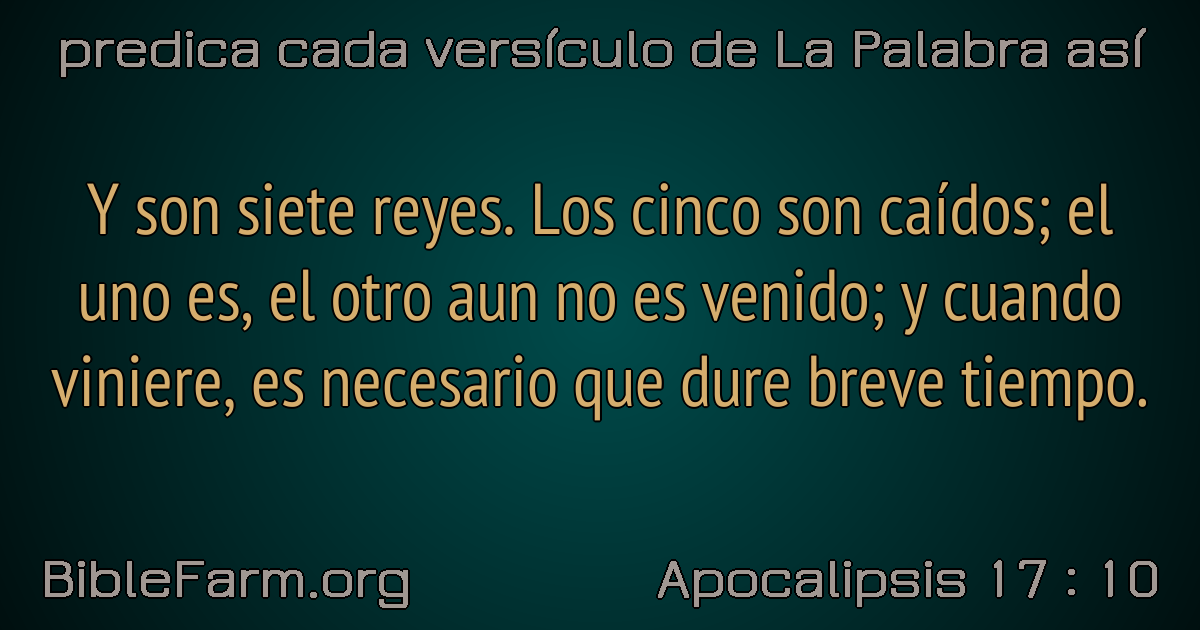 predica cada versículo de La Palabra así
Y son siete reyes. Los cinco son caídos; el
uno es, el otro aun no es venido; y cuando
viniere, es necesario que dure breve tiempo.
BibleFarm.org
Apocalipsis 17 : 10